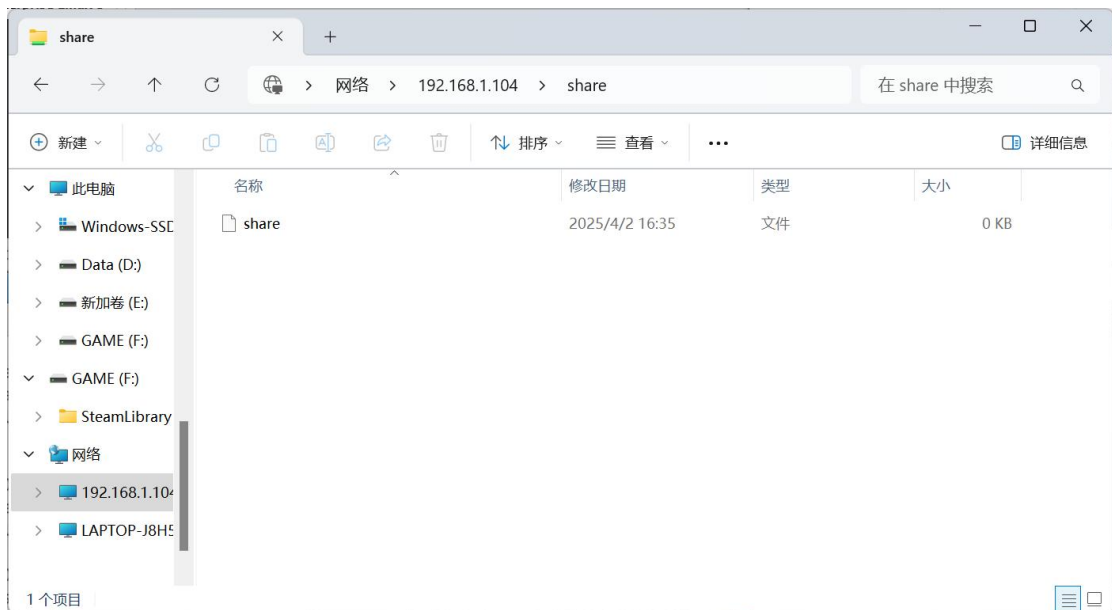 share
网络 > 192.168.1.104 > share
在 share 中搜索
新建
排序
查看
详细信息
此电脑
Windows-SSD
Data (D:)
新加卷 (E:)
GAME (F:)
GAME (F:)
SteamLibrary
网络
192.168.1.104
LAPTOP-J8H5
名称 修改日期 类型 大小
share 2025/4/2 16:35 文件 0 KB
1 个项目